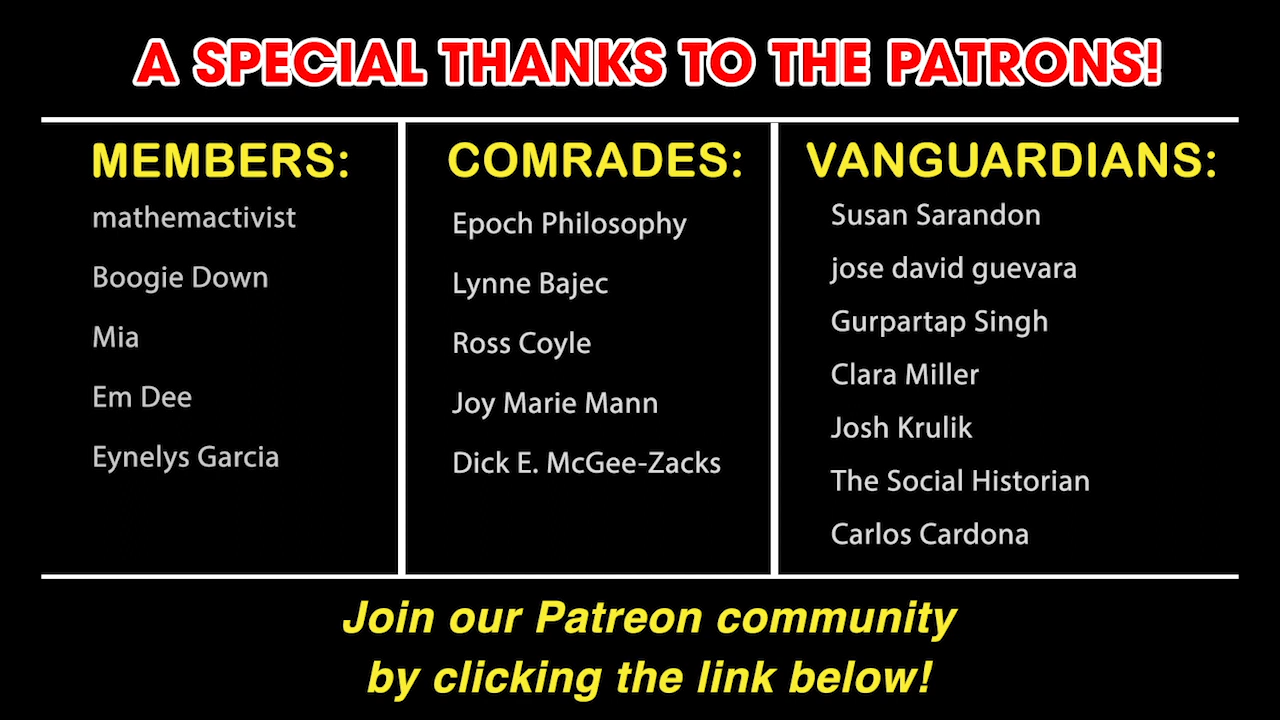 A SPECIAL THANKS TO THE PATRONS!
MEMBERS:
mathemactivist
Boogie Down
Mia
Em Dee
Eynelys Garcia
COMRADES:
Epoch Philosophy
Lynne Bajec
Ross Coyle
Joy Marie Mann
Dick E. McGee-Zacks
VANGUARDIANS:
Susan Sarandon
jose david guevara
Gurpartap Singh
Clara Miller
Josh Krulik
The Social Historian
Carlos Cardona
Join our Patreon community
by clicking the link below!